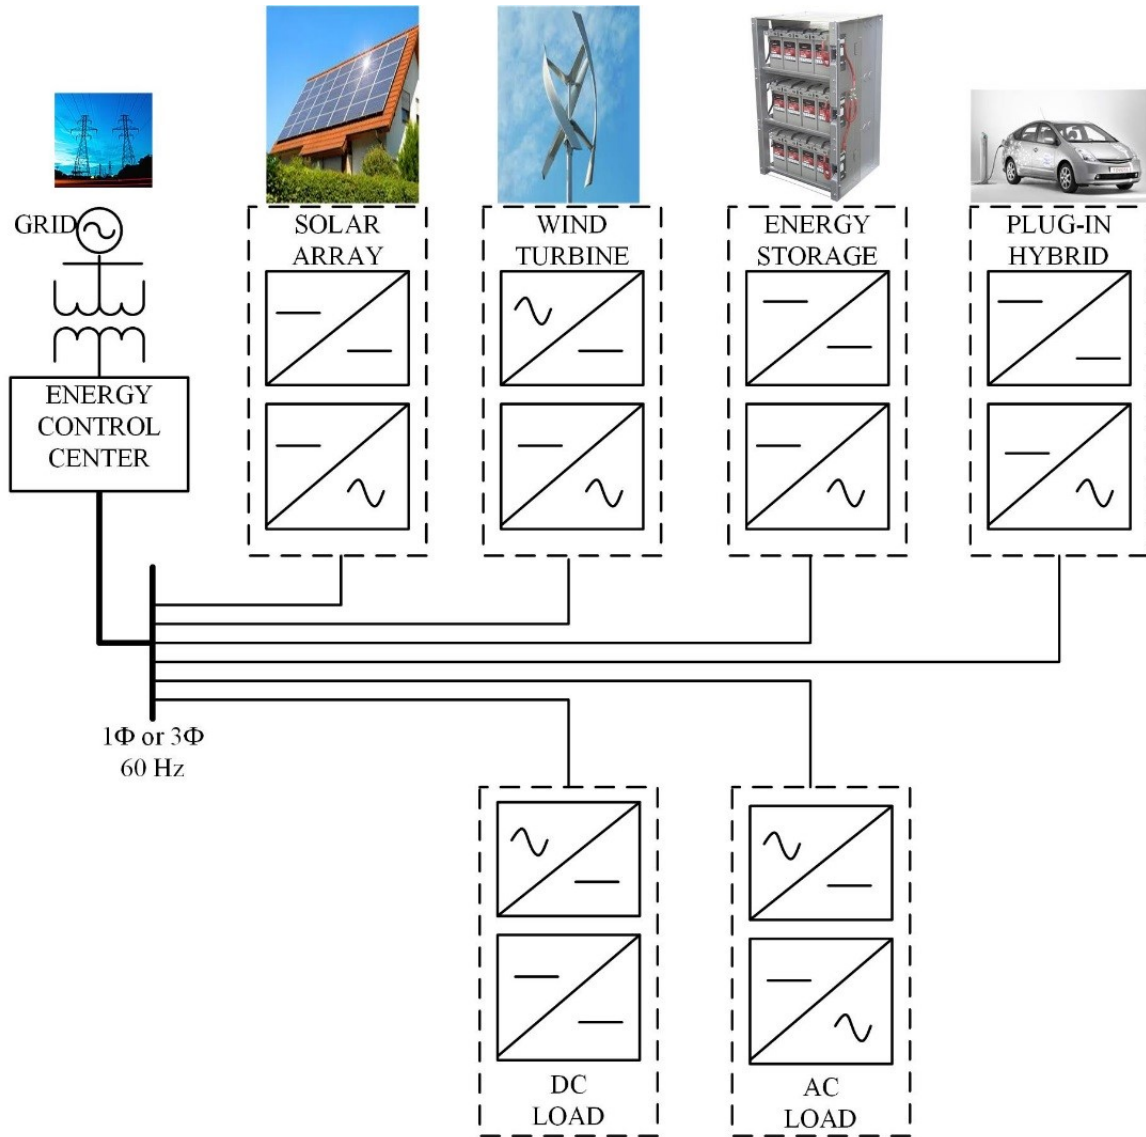 GRID
SOLAR
ARRAY
WIND
TURBINE
ENERGY
STORAGE
PLUG-IN
HYBRID
ENERGY
CONTROL
CENTER
1Φ or 3Φ
60 Hz
DC
LOAD
AC
LOAD